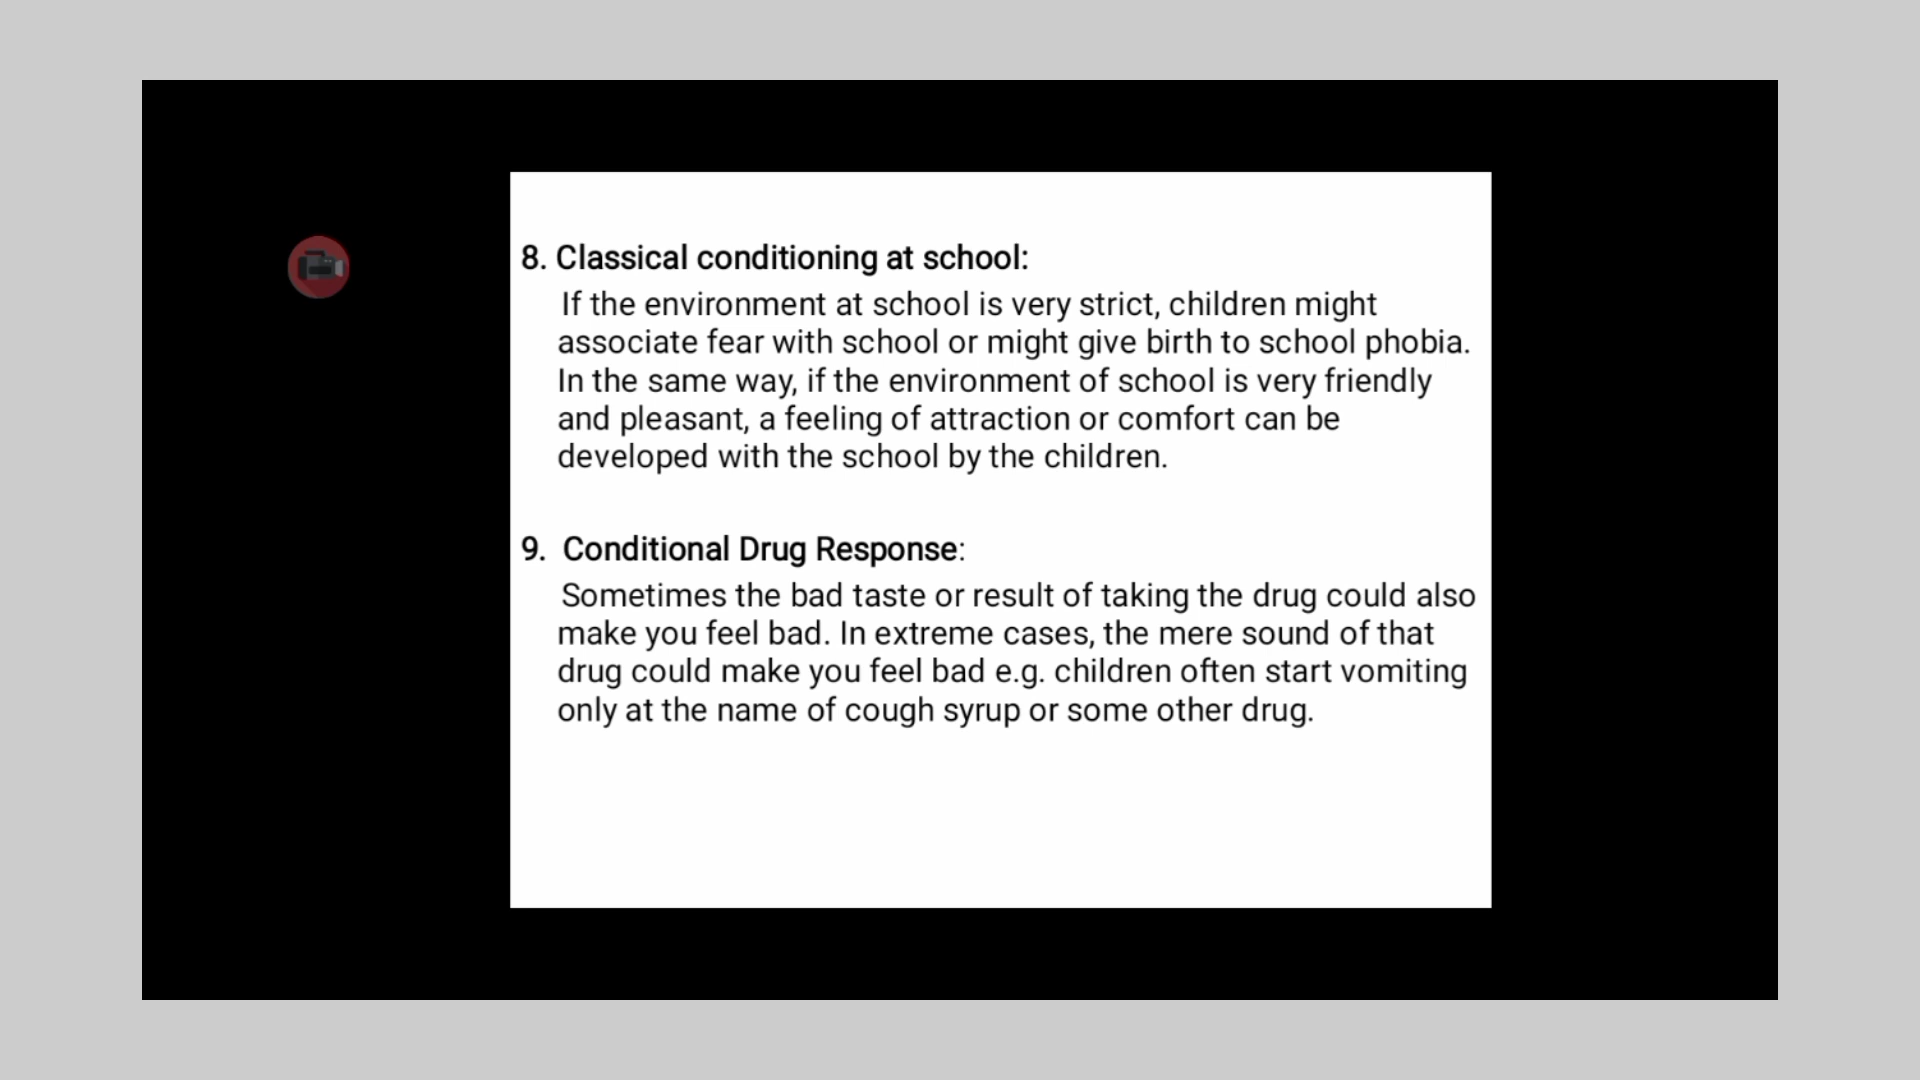 8. Classical conditioning at school:
If the environment at school is very strict, children might
associate fear with school or might give birth to school phobia.
In the same way, if the environment of school is very friendly
and pleasant, a feeling of attraction or comfort can be
developed with the school by the children.
9. Conditional Drug Response:
Sometimes the bad taste or result of taking the drug could also
make you feel bad. In extreme cases, the mere sound of that
drug could make you feel bad e.g. children often start vomiting
only at the name of cough syrup or some other drug.